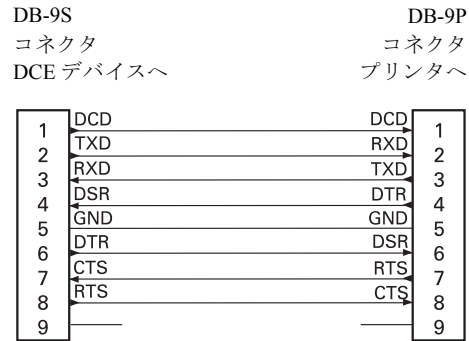 DB-9S DB-9P
コネクタ コネクタ
DCE デバイスへ プリンタへ
1 DCD DCD 1
2 TXD RXD 2
3 RXD TXD 3
4 DSR DTR 4
5 GND GND 5
6 DTR DSR 6
7 CTS RTS 7
8 RTS CTS 8
9 9